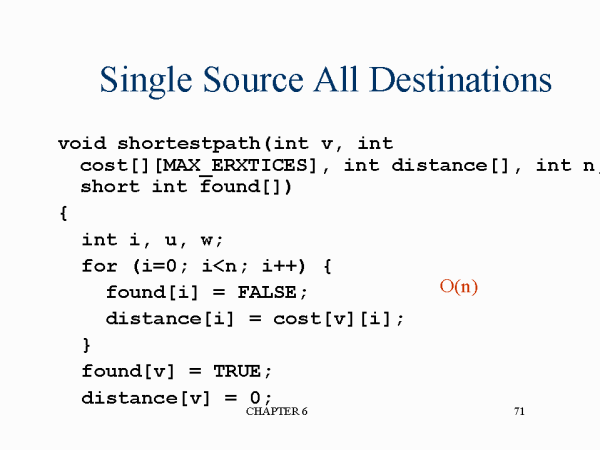 Single Source All Destinations
void shortestpath(int v, int
cost[][MAX_ERXTICES], int distance[], int n,
short int found[])
{
int i, u, w;
for (i=0; i<n; i++) {
found[i] = FALSE;
O(n)
distance[i] = cost[v][i];
}
found[v] = TRUE;
distance[v] = 0;
CHAPTER 6
71